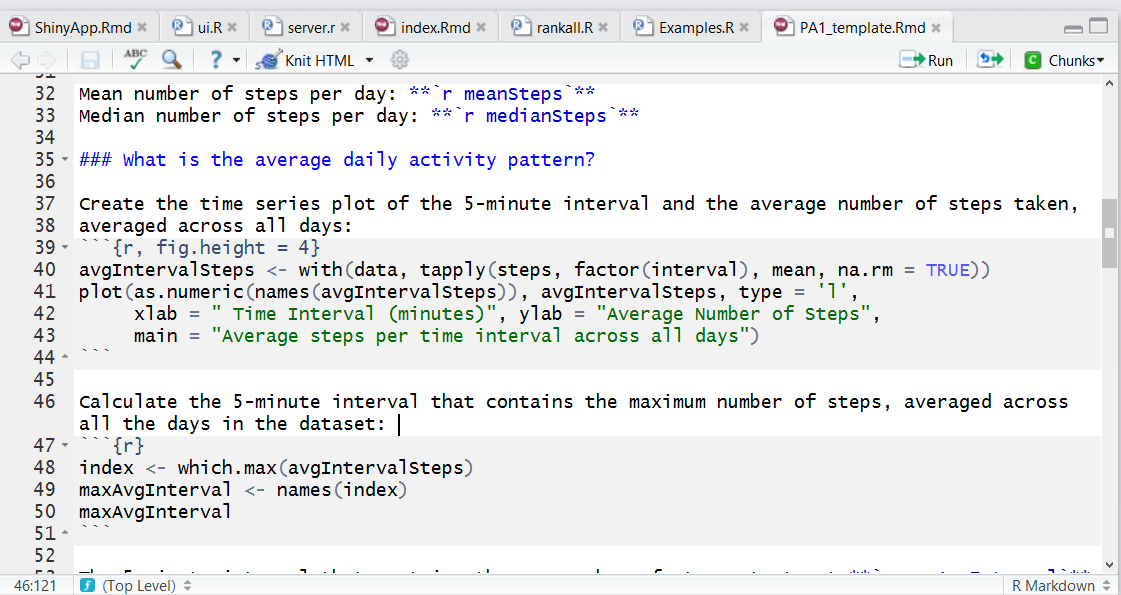 ShinyApp.Rmd ui.R server.r index.Rmd rankall.R Examples.R PA1_template.Rmd
ABC ? Knit HTML Run C Chunks
31
32 Mean number of steps per day: **`r meanSteps`**
33 Median number of steps per day: **`r medianSteps`**
34
35 ### What is the average daily activity pattern?
36
37 Create the time series plot of the 5-minute interval and the average number of steps taken,
38 averaged across all days:
39 ```{r, fig.height = 4}
40 avgIntervalSteps <- with(data, tapply(steps, factor(interval), mean, na.rm = TRUE))
41 plot(as.numeric(names(avgIntervalSteps)), avgIntervalSteps, type = 'l',
42 xlab = " Time Interval (minutes)", ylab = "Average Number of Steps",
43 main = "Average steps per time interval across all days")
44 ```
45
46 Calculate the 5-minute interval that contains the maximum number of steps, averaged across
all the days in the dataset:
47 ```{r}
48 index <- which.max(avgIntervalSteps)
49 maxAvgInterval <- names(index)
50 maxAvgInterval
51 ```
52
46:121 (Top Level) R Markdown